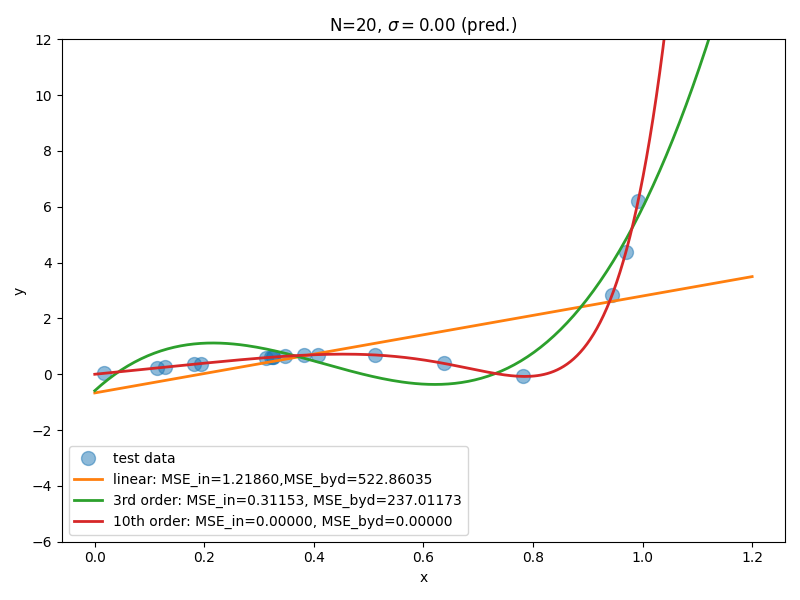 N=20, σ = 0.00 (pred.)
12
10
8
6
4
2
0
−2
−4
−6
y
test data
linear: MSE_in=1.21860,MSE_byd=522.86035
3rd order: MSE_in=0.31153, MSE_byd=237.01173
10th order: MSE_in=0.00000, MSE_byd=0.00000
0.0 0.2 0.4 0.6 0.8 1.0 1.2
x